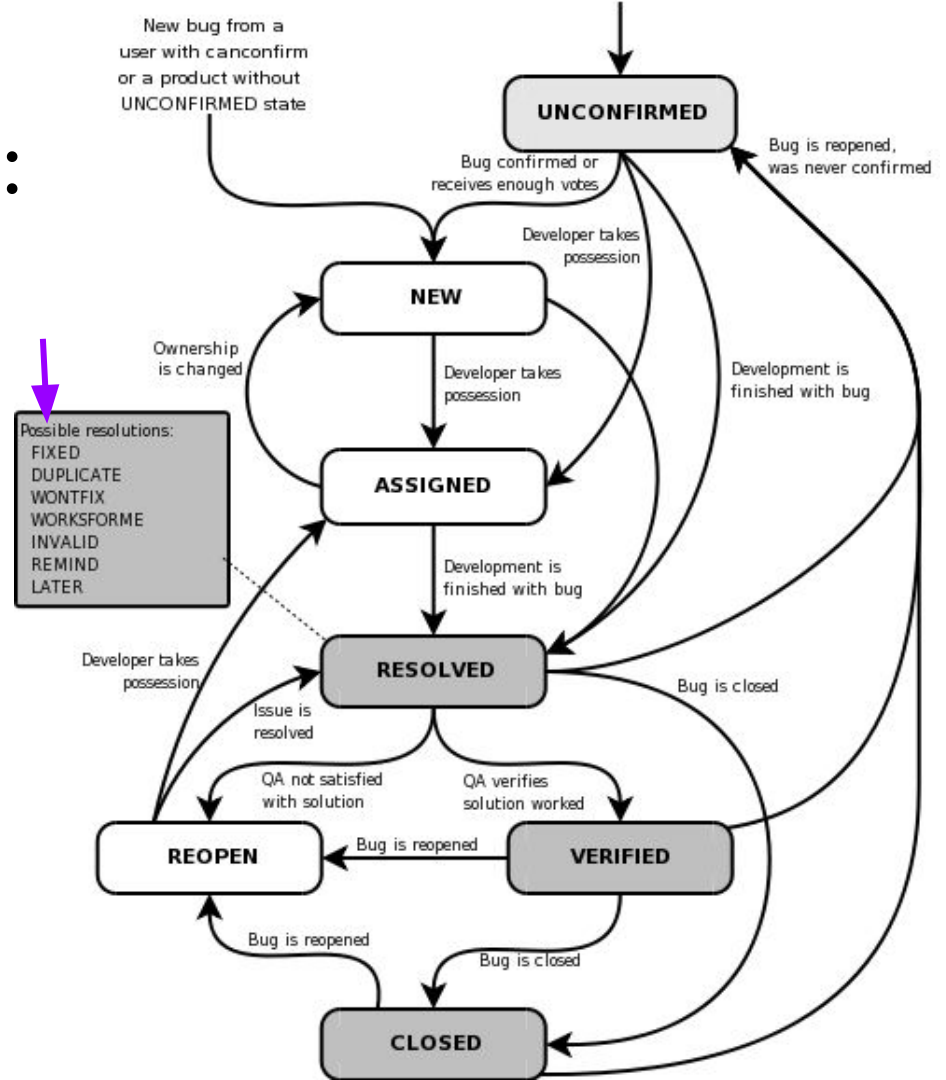 New bug from a
user with canconfirm
or a product without
UNCONFIRMED state
UNCONFIRMED
Bug is reopened,
was never confirmed
Bug confirmed or
receives enough votes
Developer takes
possession
NEW
Ownership
is changed
Developer takes
possession
Development is
finished with bug
Possible resolutions:
FIXED
DUPLICATE
WONTFIX
WORKSFORME
INVALID
REMIND
LATER
ASSIGNED
Development is
finished with bug
RESOLVED
Developer takes
possession
Issue is
resolved
Bug is closed
QA not satisfied
with solution
QA verifies
solution worked
REOPEN
Bug is reopened
VERIFIED
Bug is reopened
Bug is closed
CLOSED